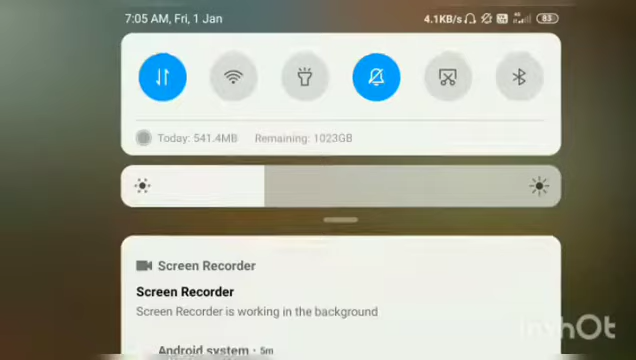 7:05 AM, Fri, 1 Jan 4.1KB/s 4G 83
Today: 541.4MB Remaining: 1023GB
Screen Recorder
Screen Recorder
Screen Recorder is working in the background
Android system · 5m
InShOt